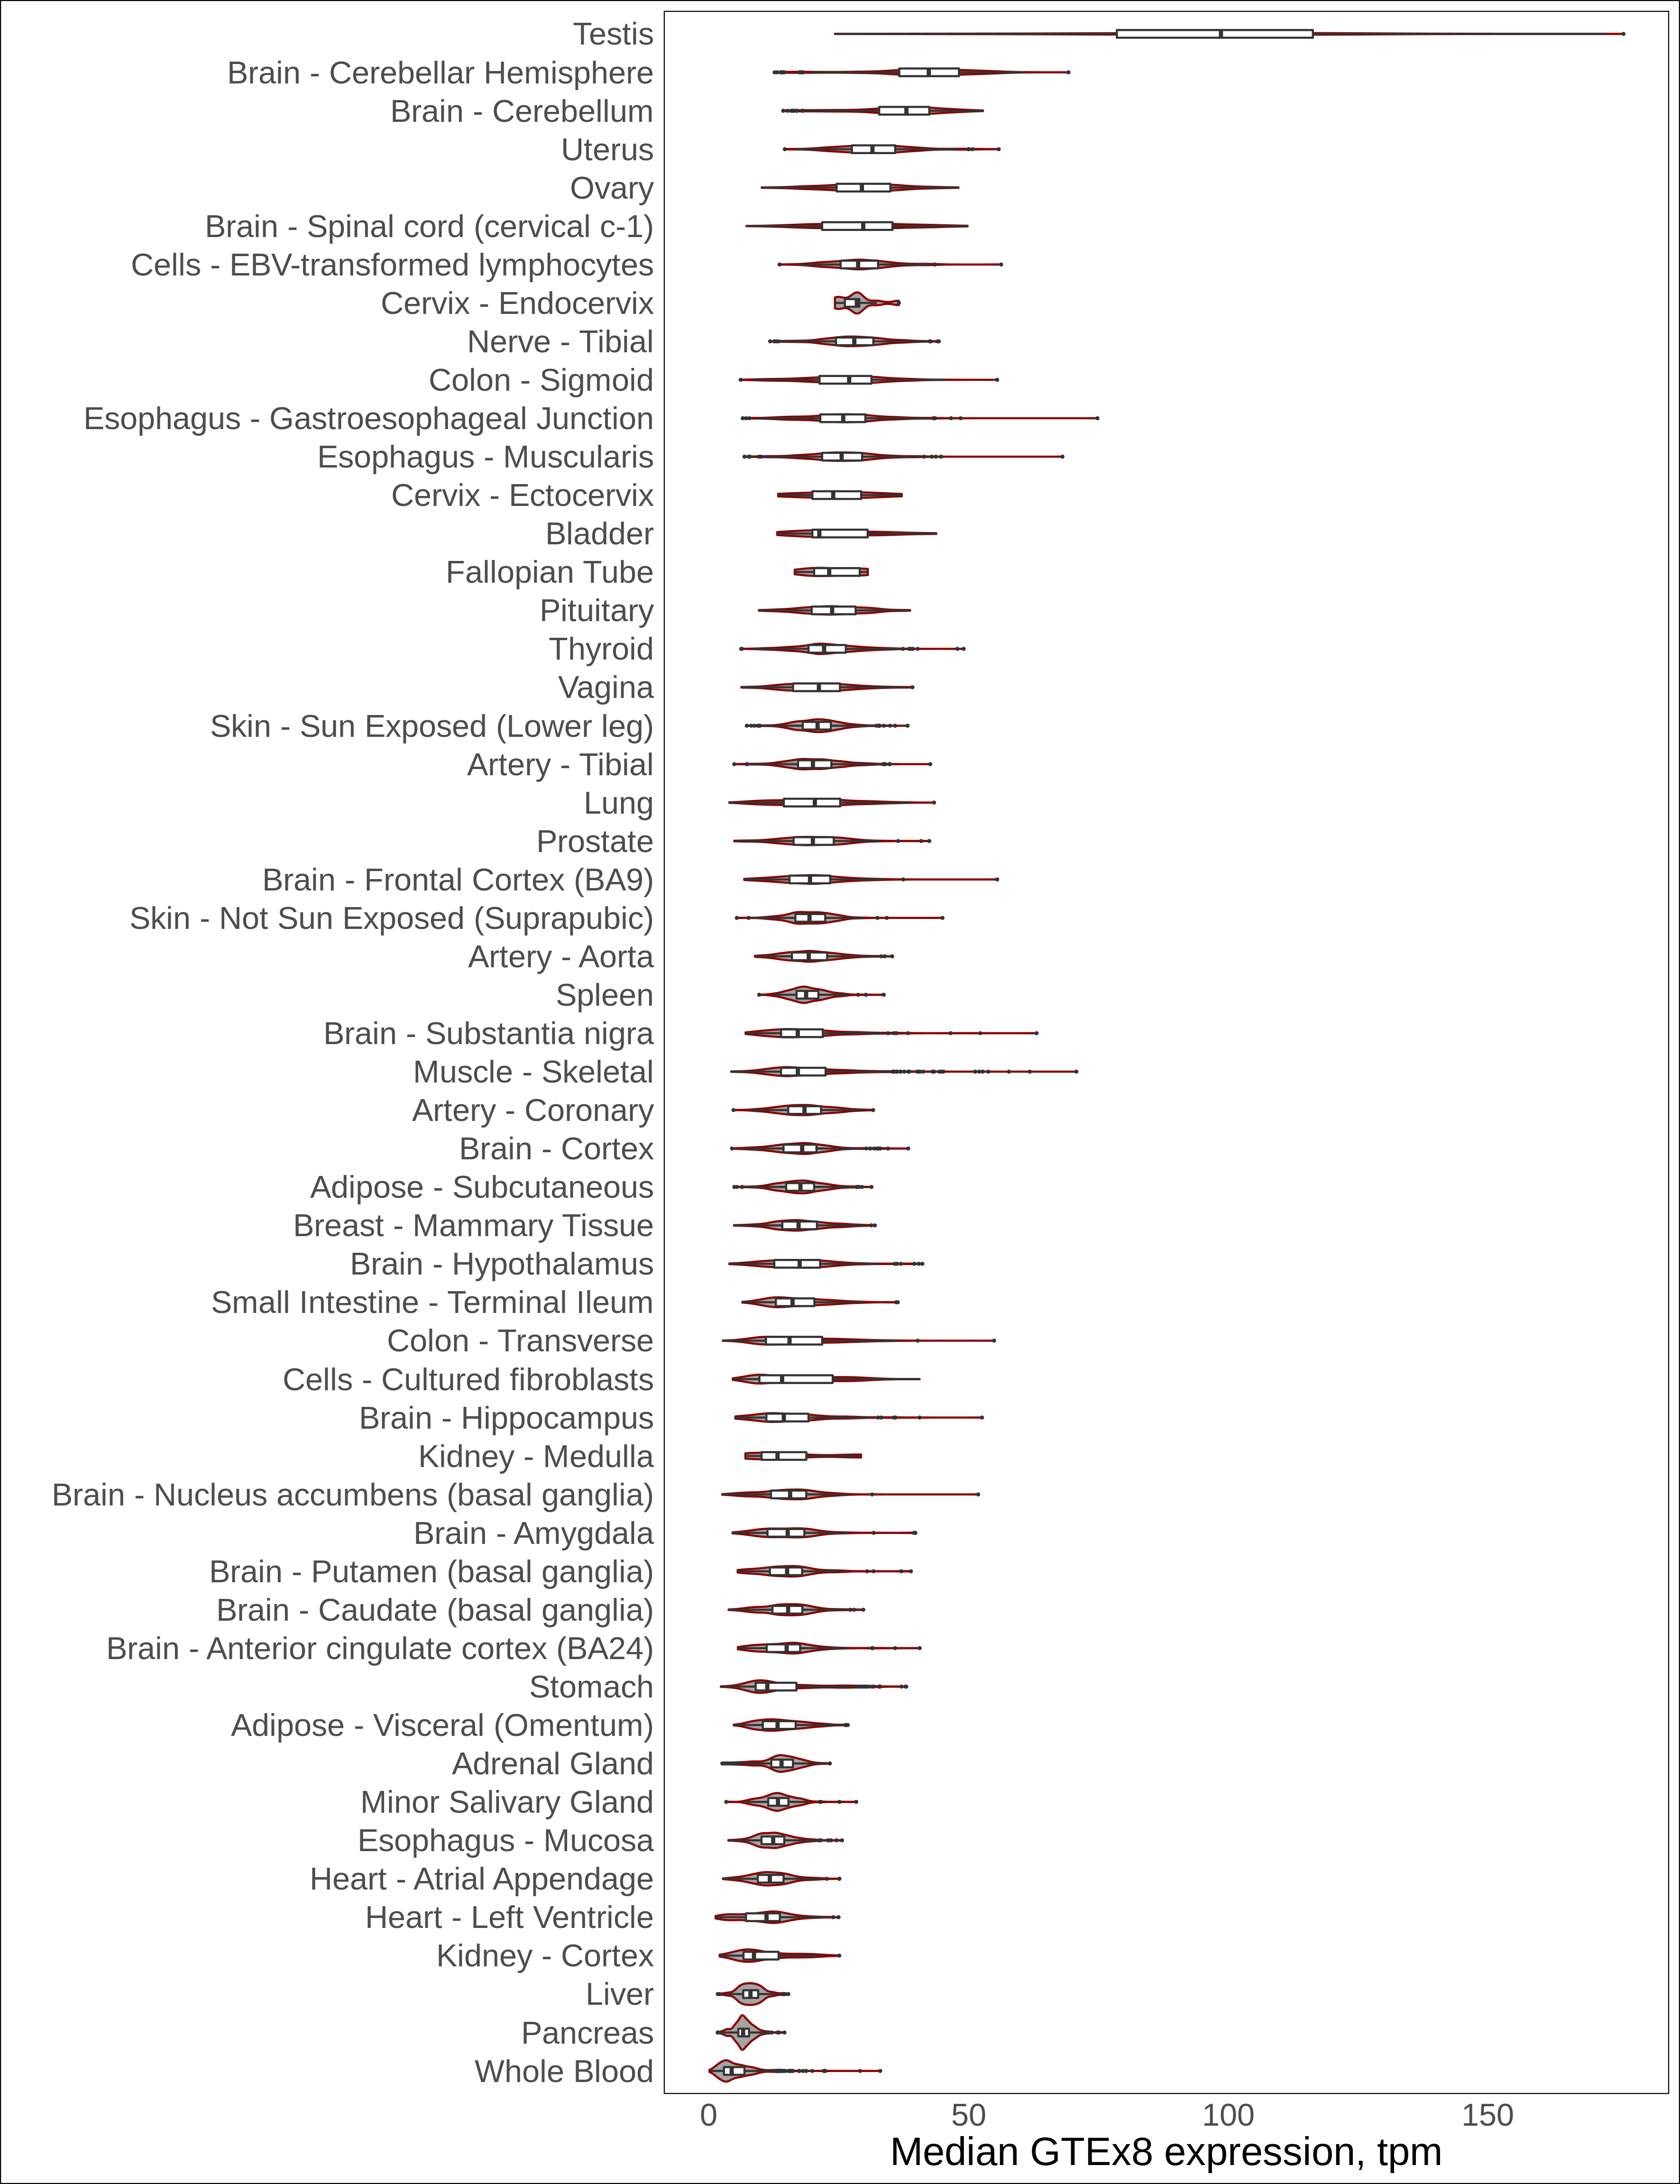 Testis
Brain - Cerebellar Hemisphere
Brain - Cerebellum
Uterus
Ovary
Brain - Spinal cord (cervical c-1)
Cells - EBV-transformed lymphocytes
Cervix - Endocervix
Nerve - Tibial
Colon - Sigmoid
Esophagus - Gastroesophageal Junction
Esophagus - Muscularis
Cervix - Ectocervix
Bladder
Fallopian Tube
Pituitary
Thyroid
Vagina
Skin - Sun Exposed (Lower leg)
Artery - Tibial
Lung
Prostate
Brain - Frontal Cortex (BA9)
Skin - Not Sun Exposed (Suprapubic)
Artery - Aorta
Spleen
Brain - Substantia nigra
Muscle - Skeletal
Artery - Coronary
Brain - Cortex
Adipose - Subcutaneous
Breast - Mammary Tissue
Brain - Hypothalamus
Small Intestine - Terminal Ileum
Colon - Transverse
Cells - Cultured fibroblasts
Brain - Hippocampus
Kidney - Medulla
Brain - Nucleus accumbens (basal ganglia)
Brain - Amygdala
Brain - Putamen (basal ganglia)
Brain - Caudate (basal ganglia)
Brain - Anterior cingulate cortex (BA24)
Stomach
Adipose - Visceral (Omentum)
Adrenal Gland
Minor Salivary Gland
Esophagus - Mucosa
Heart - Atrial Appendage
Heart - Left Ventricle
Kidney - Cortex
Liver
Pancreas
Whole Blood
0 50 100 150
Median GTEx8 expression, tpm